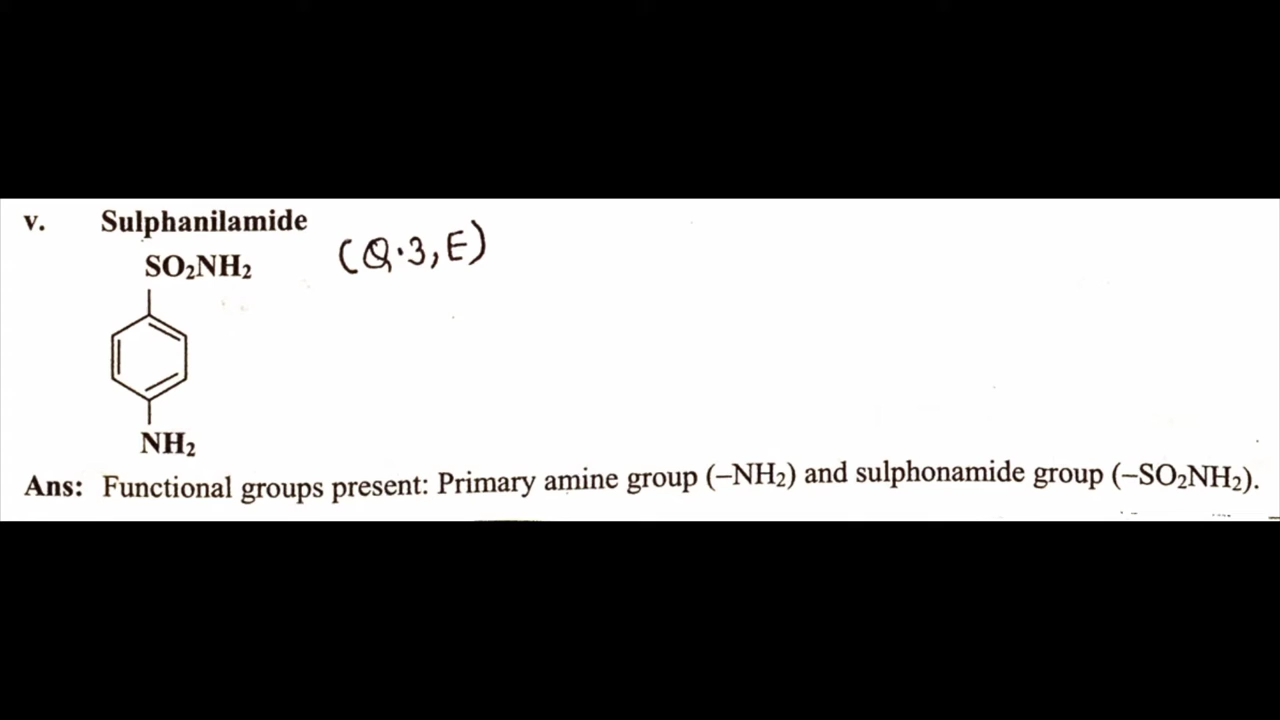 v. Sulphanilamide
(Q.3, E)
SO₂NH₂
NH₂
Ans: Functional groups present: Primary amine group (–NH₂) and sulphonamide group (–SO₂NH₂).